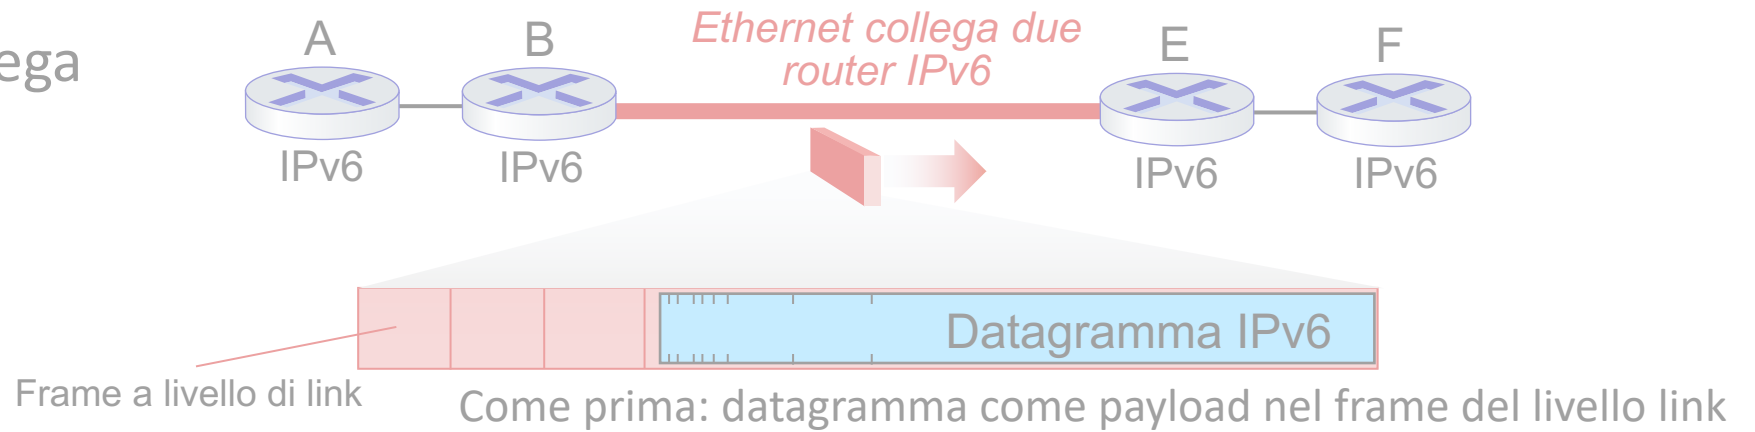 ega
A
B
Ethernet collega due
router IPv6
E
F
IPv6
IPv6
IPv6
IPv6
Datagramma IPv6
Frame a livello di link
Come prima: datagramma come payload nel frame del livello link